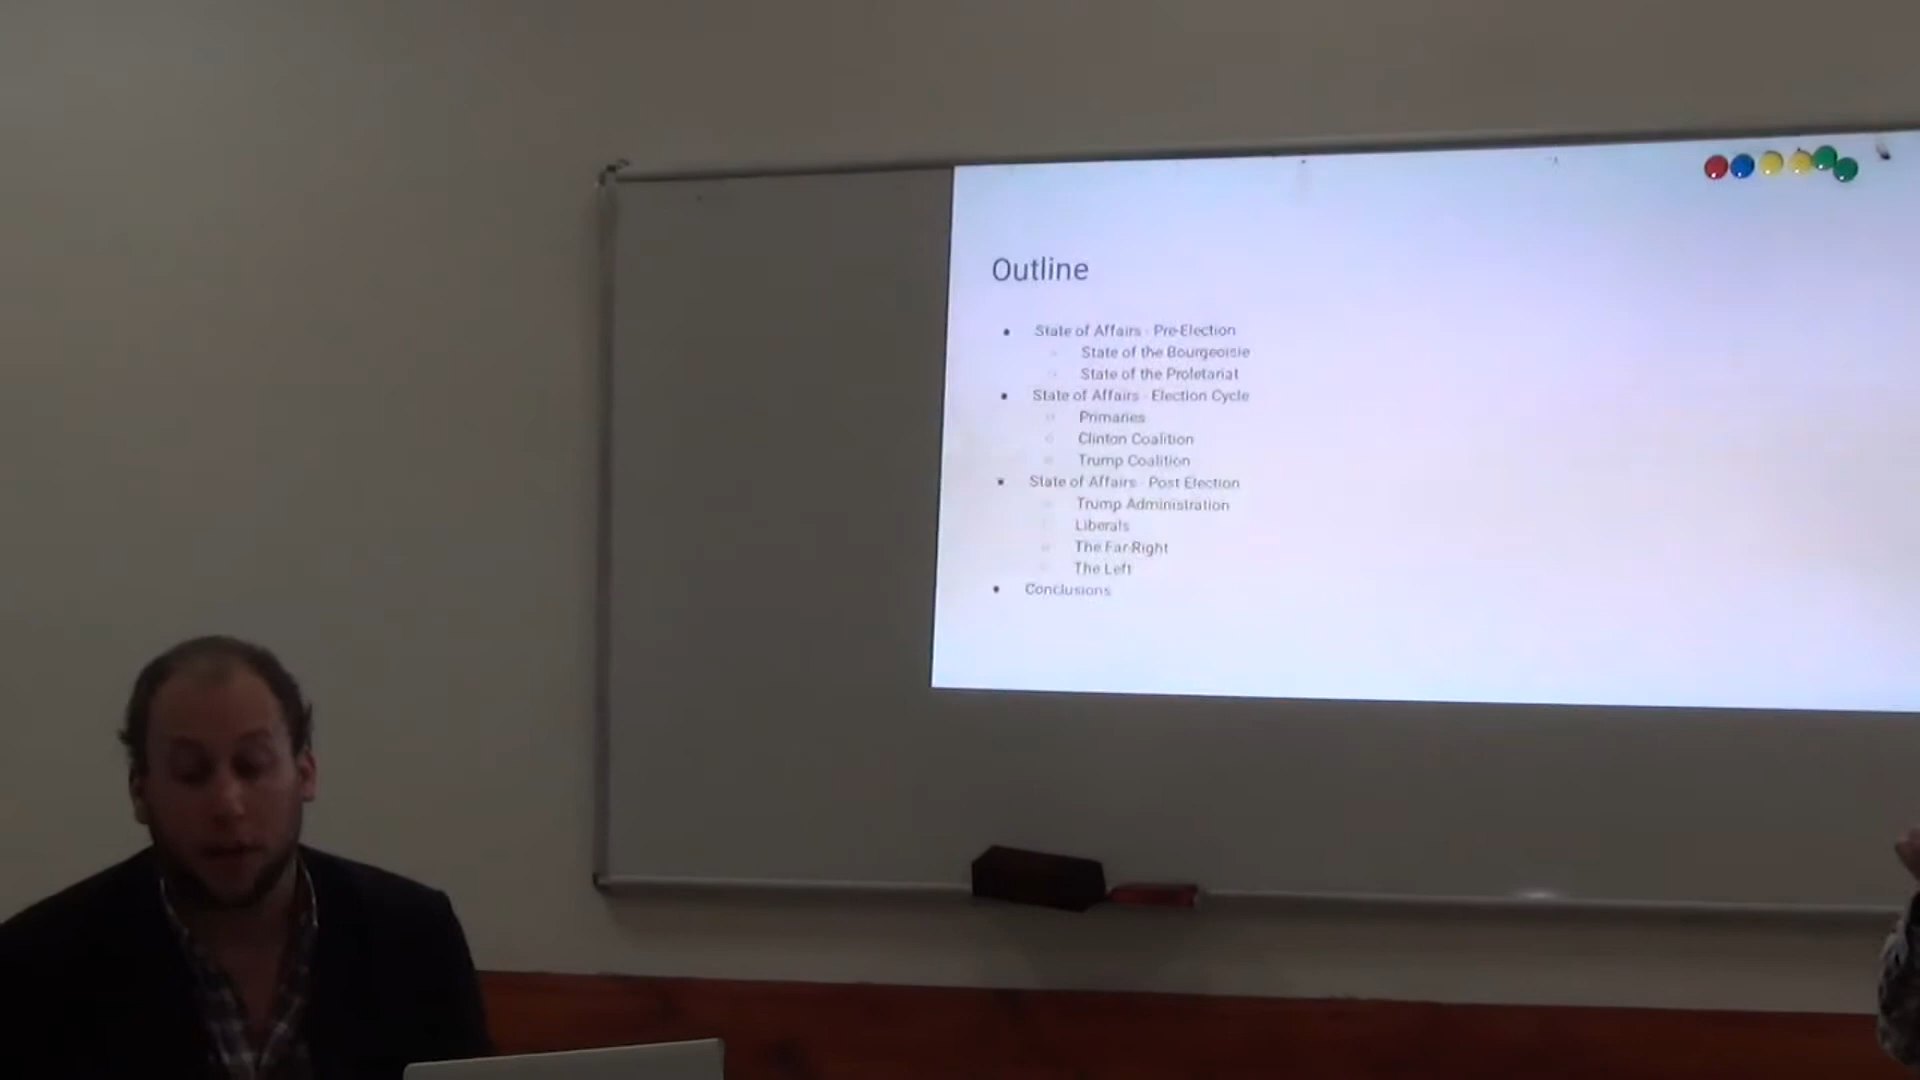 Outline
State of Affairs - Pre-Election
State of the Bourgeoisie
State of the Proletariat
State of Affairs - Election Cycle
Primaries
Clinton Coalition
Trump Coalition
State of Affairs - Post Election
Trump Administration
Liberals
The Far-Right
The Left
Conclusions